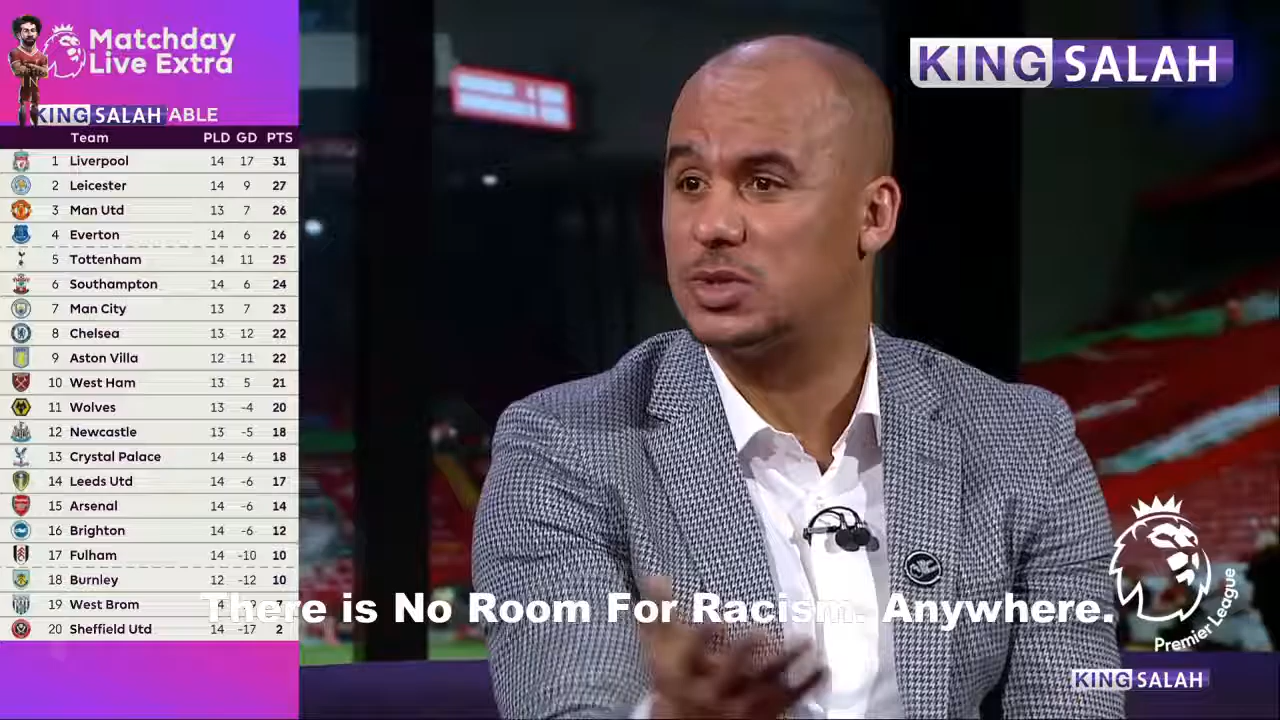 Matchday
Live Extra
KING SALAH 'ABLE
Team PLD GD PTS
1 Liverpool 14 17 31
2 Leicester 14 9 27
3 Man Utd 13 7 26
4 Everton 14 6 26
5 Tottenham 14 11 25
6 Southampton 14 6 24
7 Man City 13 7 23
8 Chelsea 13 12 22
9 Aston Villa 12 11 22
10 West Ham 13 5 21
11 Wolves 13 -4 20
12 Newcastle 13 -5 18
13 Crystal Palace 14 -6 18
14 Leeds Utd 14 -6 17
15 Arsenal 14 -6 14
16 Brighton 14 -6 12
17 Fulham 14 -10 10
18 Burnley 12 -12 10
19 West Brom
20 Sheffield Utd 14 -17 2
KING SALAH
There is No Room For Racism. Anywhere.
Premier League
KING SALAH